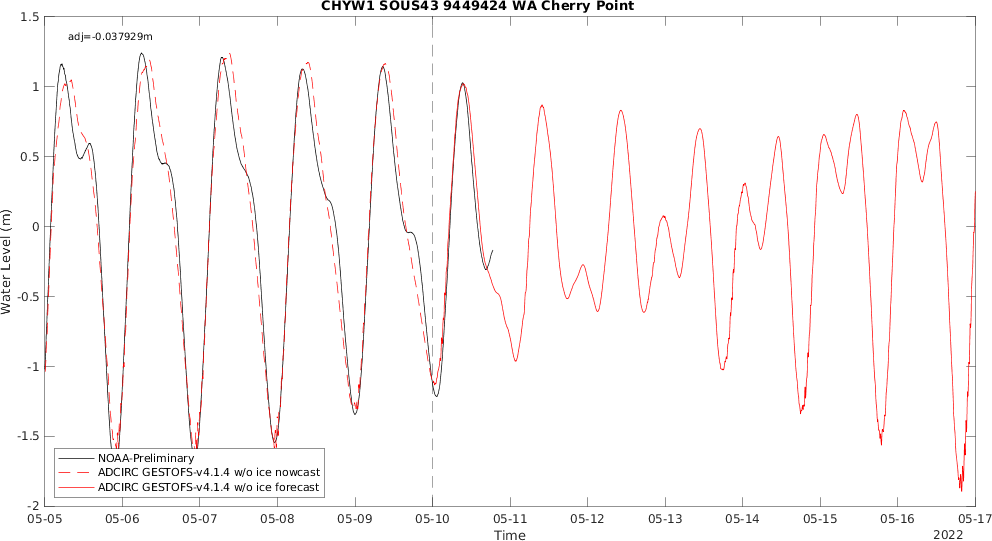 CHYW1 SOUS43 9449424 WA Cherry Point
adj=-0.037929m
1.5
1
0.5
0
-0.5
-1
-1.5
-2
Water Level (m)
NOAA-Preliminary
ADCIRC GESTOFS-v4.1.4 w/o ice nowcast
ADCIRC GESTOFS-v4.1.4 w/o ice forecast
05-05 05-06 05-07 05-08 05-09 05-10 05-11 05-12 05-13 05-14 05-15 05-16 05-17
Time
2022